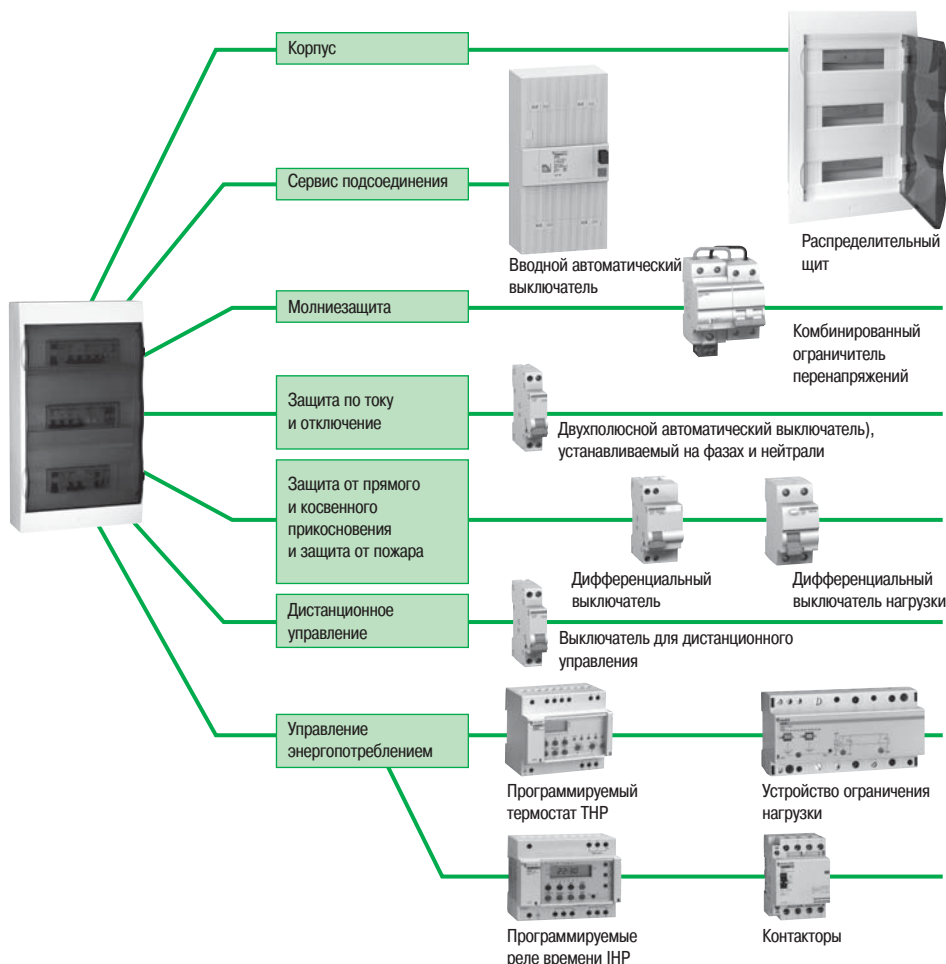 Корпус
Распределительный
щит
Сервис подсоединения
Вводной автоматический
выключатель
Молниезащита
Комбинированный
ограничитель
перенапряжений
Защита по току
и отключение
Двухполюсной автоматический выключатель),
устанавливаемый на фазах и нейтрали
Защита от прямого
и косвенного
прикосновения
и защита от пожара
Дифференциальный
выключатель
Дифференциальный
выключатель нагрузки
Дистанционное
управление
Выключатель для дистанционного
управления
Управление
энергопотреблением
Программируемый
термостат THP
Устройство ограничения
нагрузки
Программируемые
реле времени IHP
Контакторы